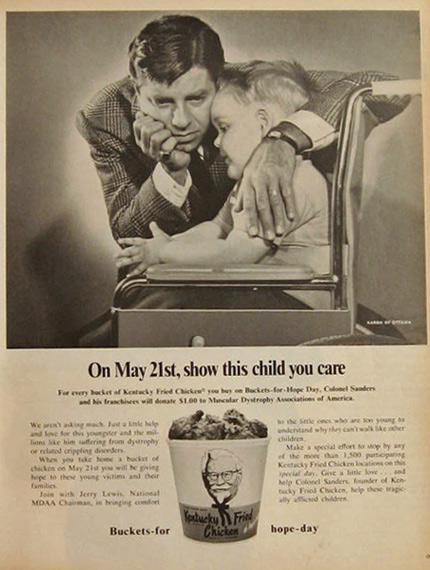 KARSH OF OTTAWA
On May 21st, show this child you care
For every bucket of Kentucky Fried Chicken® you buy on Buckets-for-Hope Day, Colonel Sanders
and his franchisees will donate $1.00 to Muscular Dystrophy Associations of America.
We aren't asking much. Just a little help
and love for this youngster and the mil-
lions like him suffering from dystrophy
or related crippling disorders.
When you take home a bucket of
chicken on May 21st you will be giving
hope to these young victims and their
families.
Join with Jerry Lewis, National
MDAA Chairman, in bringing comfort
to the little ones who are too young to
understand why they can't walk like other
children.
Make a special effort to stop by any
of the more than 1,500 participating
Kentucky Fried Chicken locations on this
special day. Give a little love . . . and
help Colonel Sanders, founder of Ken-
tucky Fried Chicken, help these tragic-
ally afflicted children.
Kentucky Fried
Chicken
Buckets-for hope-day